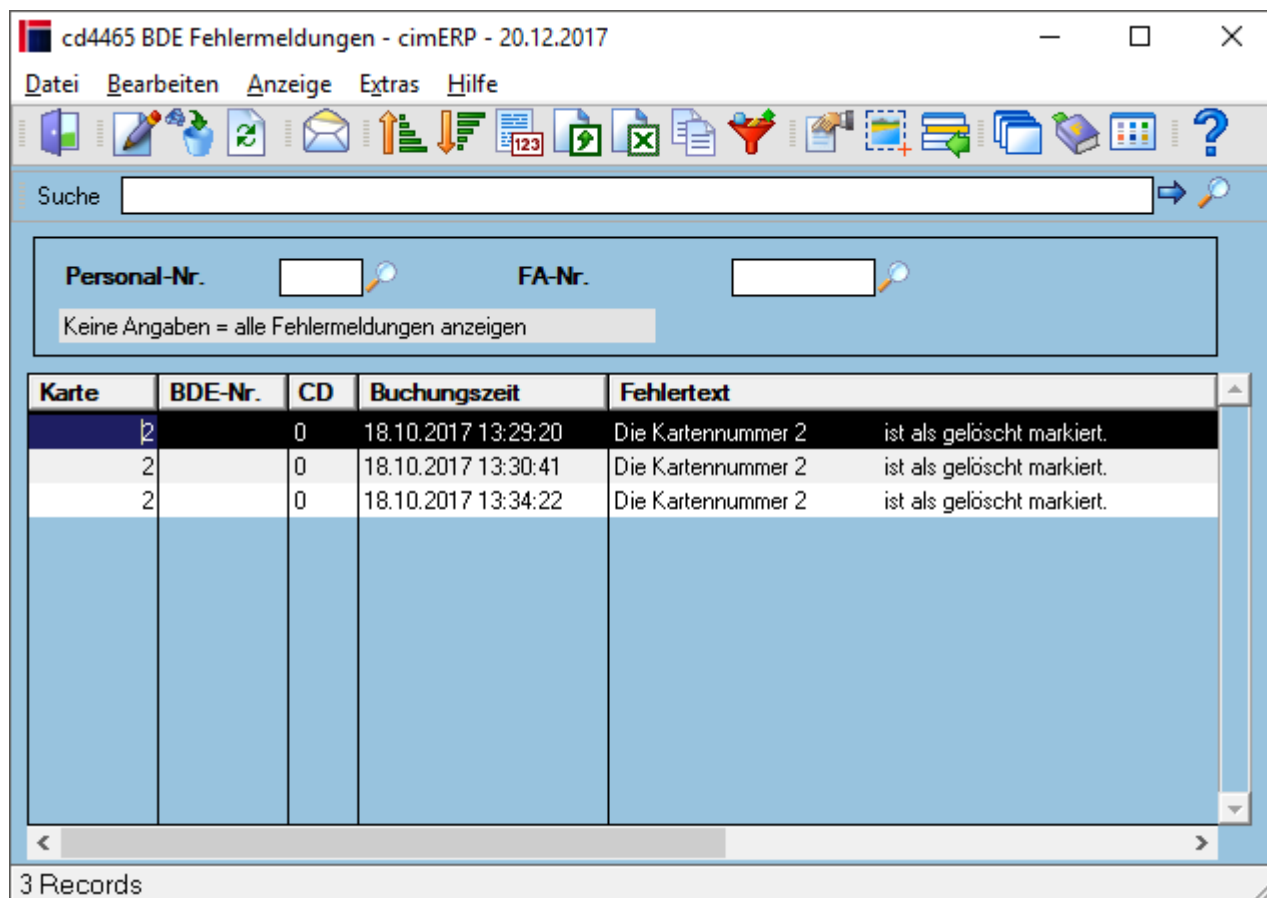 cd4465 BDE Fehlermeldungen - cimERP - 20.12.2017
Datei Bearbeiten Anzeige Extras Hilfe
123
Suche
Personal-Nr. FA-Nr.
Keine Angaben = alle Fehlermeldungen anzeigen
Karte BDE-Nr. CD Buchungszeit Fehlertext
2 0 18.10.2017 13:29:20 Die Kartennummer 2 ist als gelöscht markiert.
2 0 18.10.2017 13:30:41 Die Kartennummer 2 ist als gelöscht markiert.
2 0 18.10.2017 13:34:22 Die Kartennummer 2 ist als gelöscht markiert.
3 Records